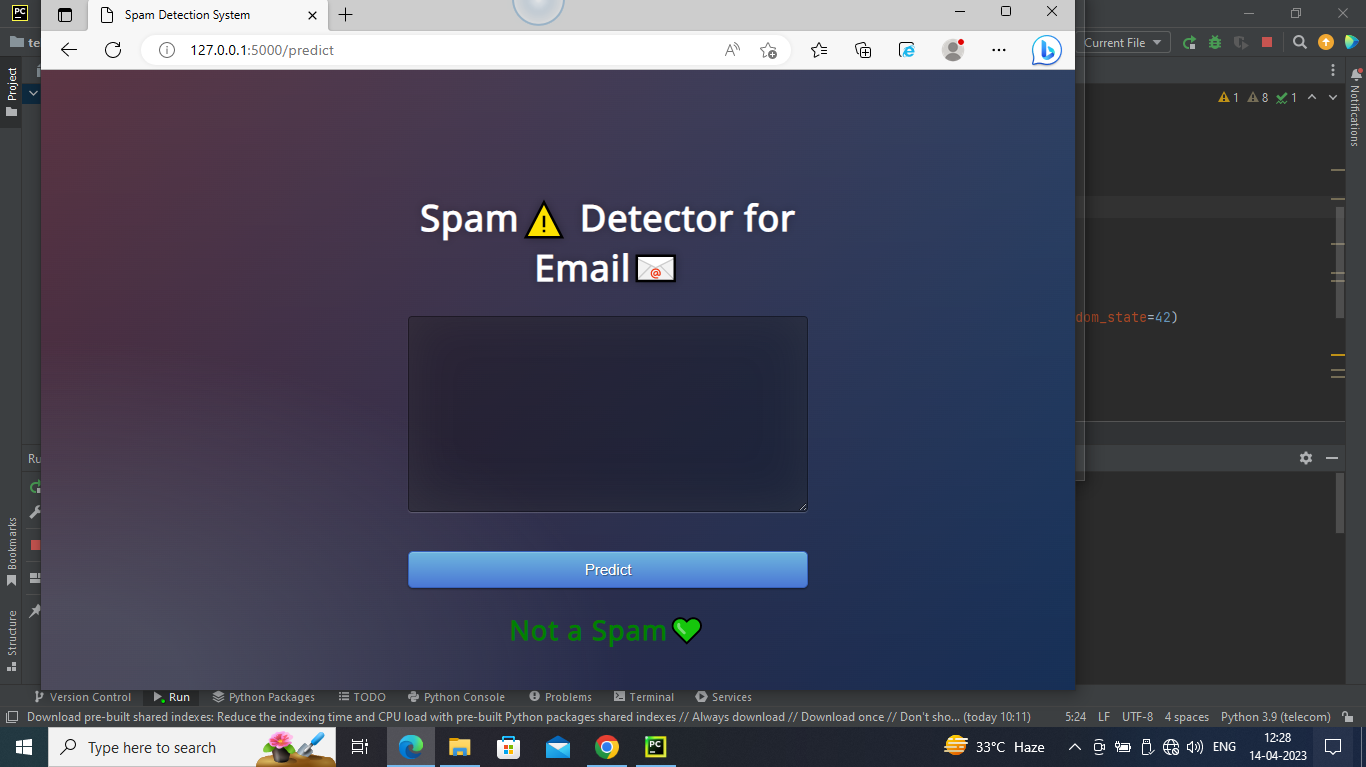 PC
Spam Detection System
127.0.0.1:5000/predict
te
Current File
Project
1 8 1
Notifications
Spam Detector for
Email
dom_state=42)
Predict
Not a Spam
Ru
Bookmarks
Structure
Version Control Run Python Packages TODO Python Console Problems Terminal Services
Download pre-built shared indexes: Reduce the indexing time and CPU load with pre-built Python packages shared indexes // Always download // Download once // Don't sho... (today 10:11) 5:24 LF UTF-8 4 spaces Python 3.9 (telecom)
Type here to search
PC
33°C Haze
ENG
12:28
14-04-2023